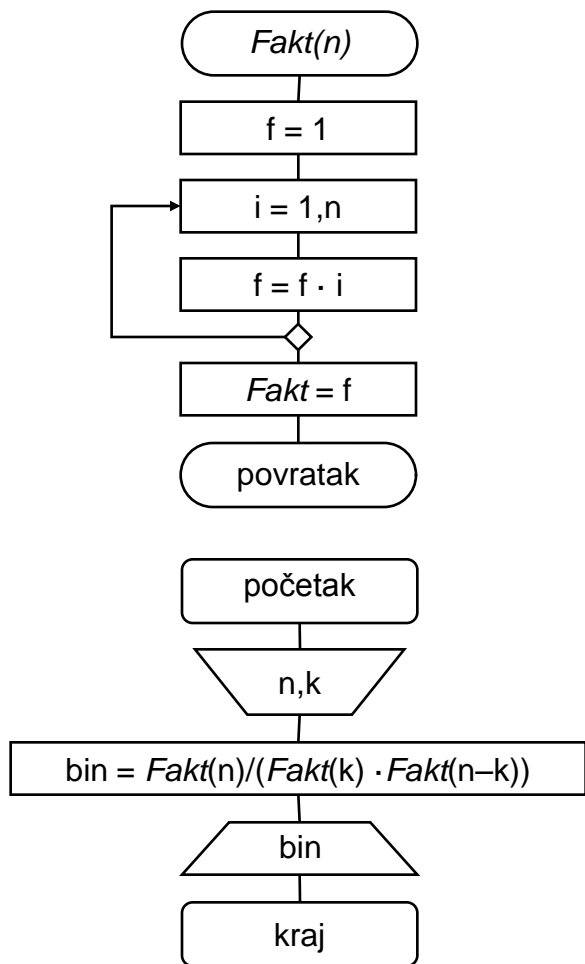 Fakt(n)
f = 1
i = 1,n
f = f · i
Fakt = f
povratak
početak
n,k
bin = Fakt(n)/(Fakt(k) ·Fakt(n–k))
bin
kraj